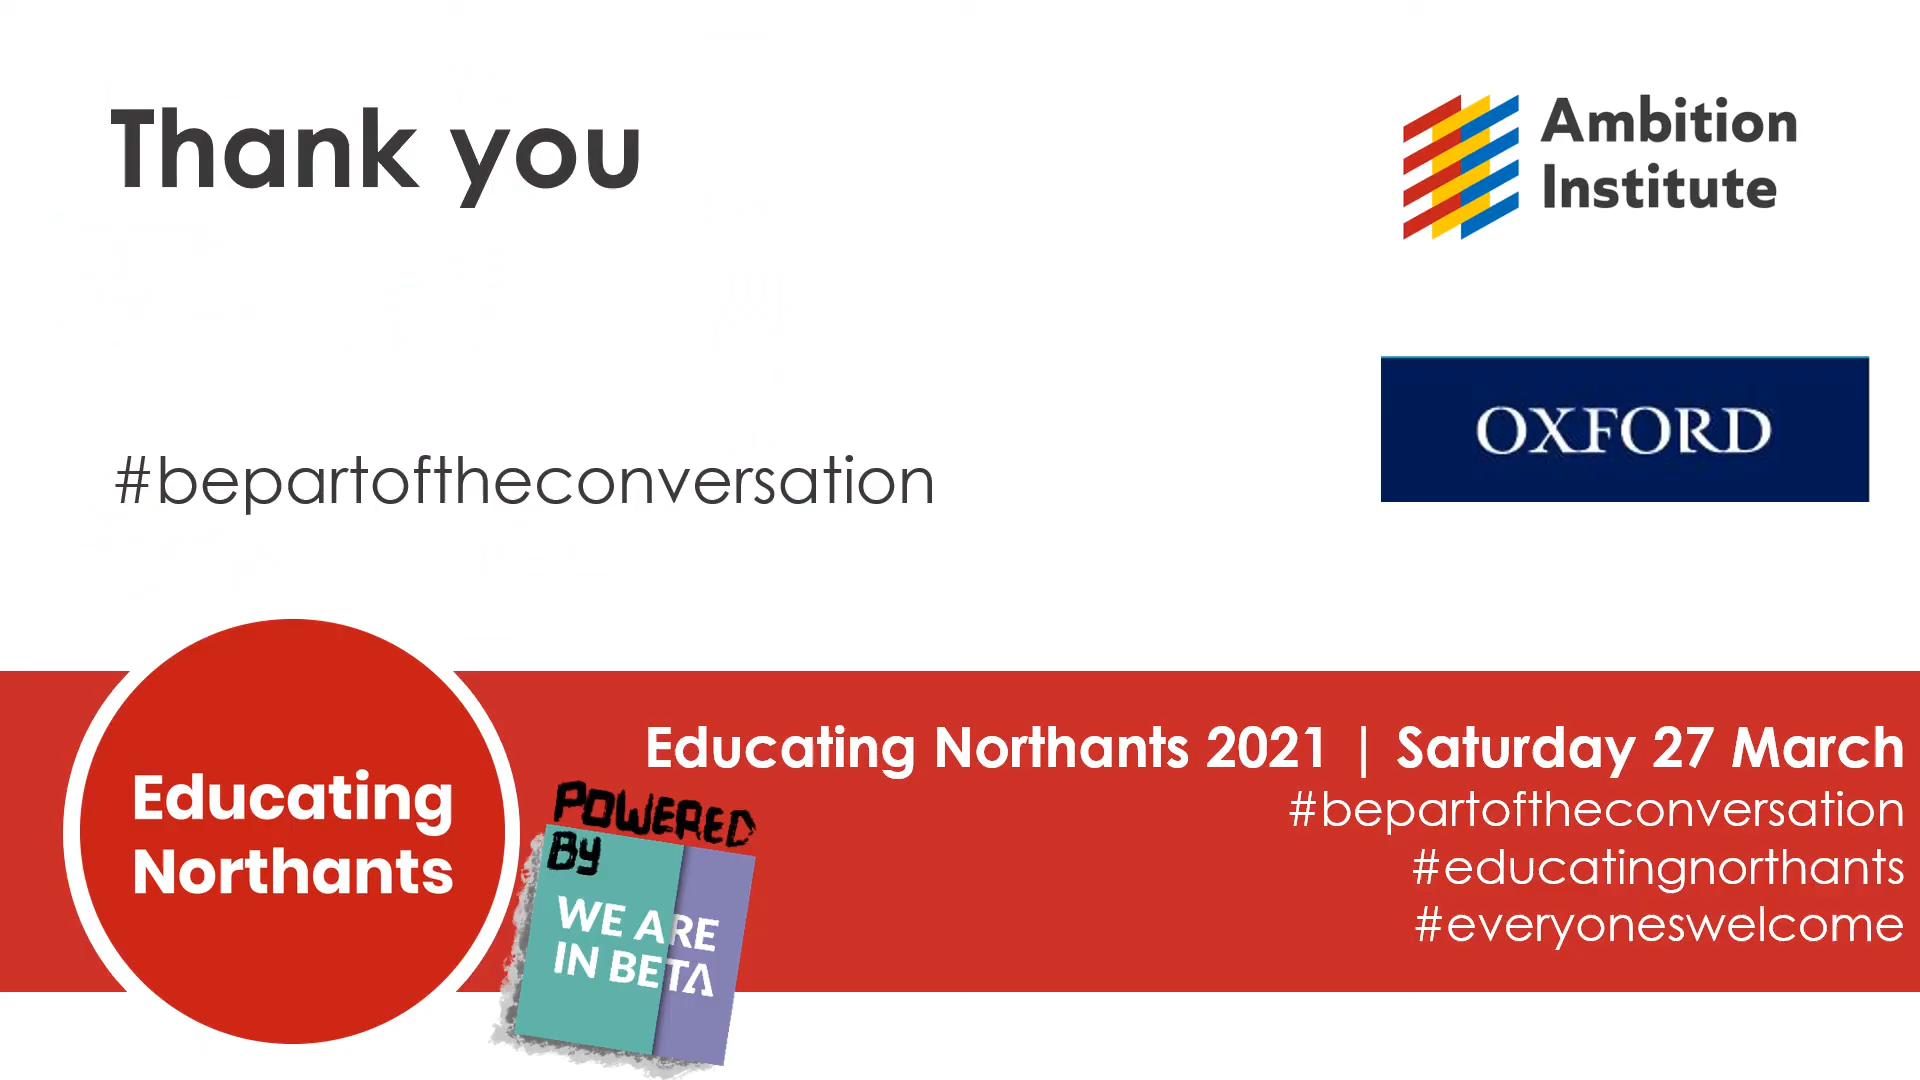 Thank you
Ambition
Institute
OXFORD
#bepartoftheconversation
Educating
Northants
Educating Northants 2021 | Saturday 27 March
#bepartoftheconversation
#educatingnorthants
#everyoneswelcome
POWERED
BY
WE ARE
IN BETA